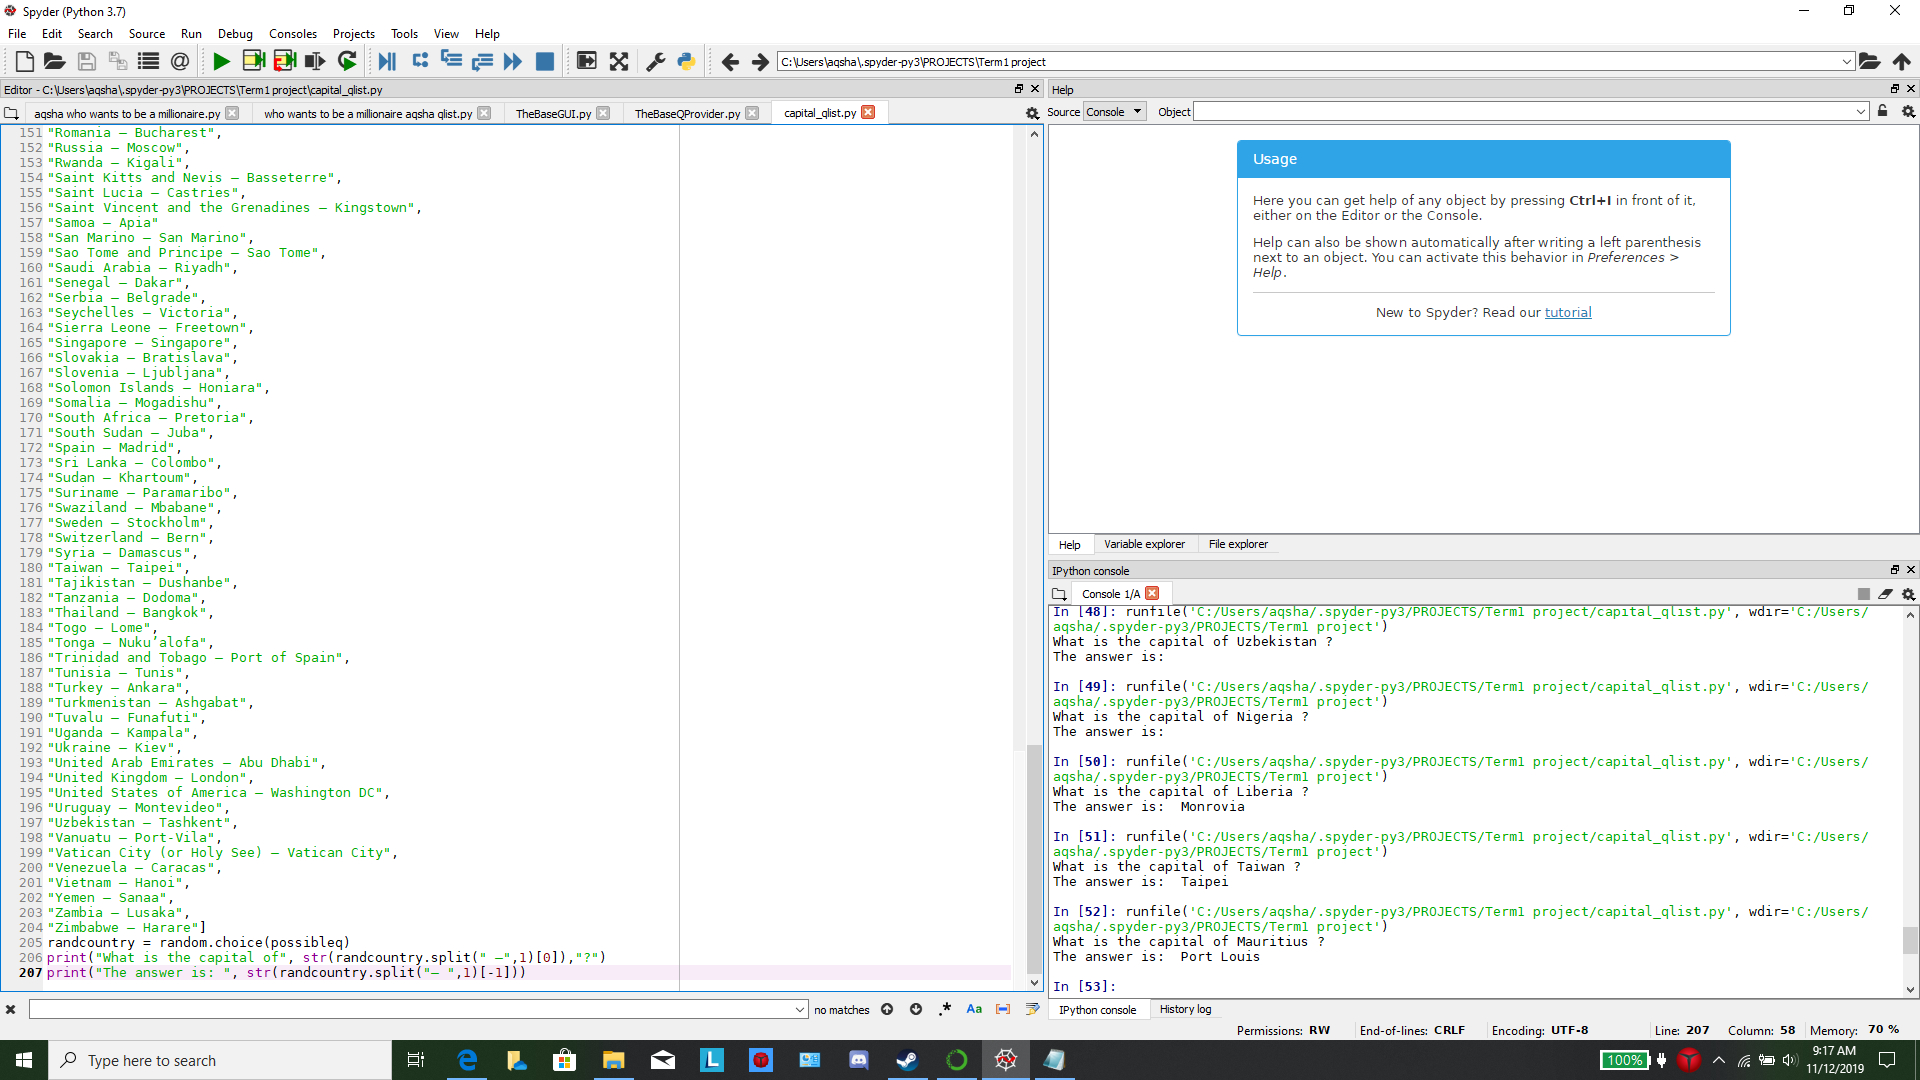 Spyder (Python 3.7)
File Edit Search Source Run Debug Consoles Projects Tools View Help
C:\Users\aqsha\.spyder-py3\PROJECTS\Term1 project
Editor - C:\Users\aqsha\.spyder-py3\PROJECTS\Term1 project\capital_qlist.py
aqsha who wants to be a millionaire.py who wants to be a millionaire aqsha qlist.py TheBaseGUI.py TheBaseQProvider.py capital_qlist.py
151 "Romania – Bucharest",
152 "Russia – Moscow",
153 "Rwanda – Kigali",
154 "Saint Kitts and Nevis – Basseterre",
155 "Saint Lucia – Castries",
156 "Saint Vincent and the Grenadines – Kingstown",
157 "Samoa – Apia"
158 "San Marino – San Marino",
159 "Sao Tome and Principe – Sao Tome",
160 "Saudi Arabia – Riyadh",
161 "Senegal – Dakar",
162 "Serbia – Belgrade",
163 "Seychelles – Victoria",
164 "Sierra Leone – Freetown",
165 "Singapore – Singapore",
166 "Slovakia – Bratislava",
167 "Slovenia – Ljubljana",
168 "Solomon Islands – Honiara",
169 "Somalia – Mogadishu",
170 "South Africa – Pretoria",
171 "South Sudan – Juba",
172 "Spain – Madrid",
173 "Sri Lanka – Colombo",
174 "Sudan – Khartoum",
175 "Suriname – Paramaribo",
176 "Swaziland – Mbabane",
177 "Sweden – Stockholm",
178 "Switzerland – Bern",
179 "Syria – Damascus",
180 "Taiwan – Taipei",
181 "Tajikistan – Dushanbe",
182 "Tanzania – Dodoma",
183 "Thailand – Bangkok",
184 "Togo – Lome",
185 "Tonga – Nuku’alofa",
186 "Trinidad and Tobago – Port of Spain",
187 "Tunisia – Tunis",
188 "Turkey – Ankara",
189 "Turkmenistan – Ashgabat",
190 "Tuvalu – Funafuti",
191 "Uganda – Kampala",
192 "Ukraine – Kiev",
193 "United Arab Emirates – Abu Dhabi",
194 "United Kingdom – London",
195 "United States of America – Washington DC",
196 "Uruguay – Montevideo",
197 "Uzbekistan – Tashkent",
198 "Vanuatu – Port-Vila",
199 "Vatican City (or Holy See) – Vatican City",
200 "Venezuela – Caracas",
201 "Vietnam – Hanoi",
202 "Yemen – Sanaa",
203 "Zambia – Lusaka",
204 "Zimbabwe – Harare"]
205 randcountry = random.choice(possibleq)
206 print("What is the capital of", str(randcountry.split(" –",1)[0]),"?")
207 print("The answer is: ", str(randcountry.split("– ",1)[-1]))
no matches
.* Aa
Help
Source Console Object
Usage
Here you can get help of any object by pressing Ctrl+I in front of it,
either on the Editor or the Console.
Help can also be shown automatically after writing a left parenthesis
next to an object. You can activate this behavior in Preferences >
Help.
New to Spyder? Read our tutorial
Help Variable explorer File explorer
IPython console
Console 1/A
In [48]: runfile('C:/Users/aqsha/.spyder-py3/PROJECTS/Term1 project/capital_qlist.py', wdir='C:/Users/
aqsha/.spyder-py3/PROJECTS/Term1 project')
What is the capital of Uzbekistan ?
The answer is:
In [49]: runfile('C:/Users/aqsha/.spyder-py3/PROJECTS/Term1 project/capital_qlist.py', wdir='C:/Users/
aqsha/.spyder-py3/PROJECTS/Term1 project')
What is the capital of Nigeria ?
The answer is:
In [50]: runfile('C:/Users/aqsha/.spyder-py3/PROJECTS/Term1 project/capital_qlist.py', wdir='C:/Users/
aqsha/.spyder-py3/PROJECTS/Term1 project')
What is the capital of Liberia ?
The answer is:  Monrovia
In [51]: runfile('C:/Users/aqsha/.spyder-py3/PROJECTS/Term1 project/capital_qlist.py', wdir='C:/Users/
aqsha/.spyder-py3/PROJECTS/Term1 project')
What is the capital of Taiwan ?
The answer is:  Taipei
In [52]: runfile('C:/Users/aqsha/.spyder-py3/PROJECTS/Term1 project/capital_qlist.py', wdir='C:/Users/
aqsha/.spyder-py3/PROJECTS/Term1 project')
What is the capital of Mauritius ?
The answer is:  Port Louis
In [53]:
IPython console History log
Permissions: RW End-of-lines: CRLF Encoding: UTF-8 Line: 207 Column: 58 Memory: 70 %
Type here to search
100%
9:17 AM
11/12/2019